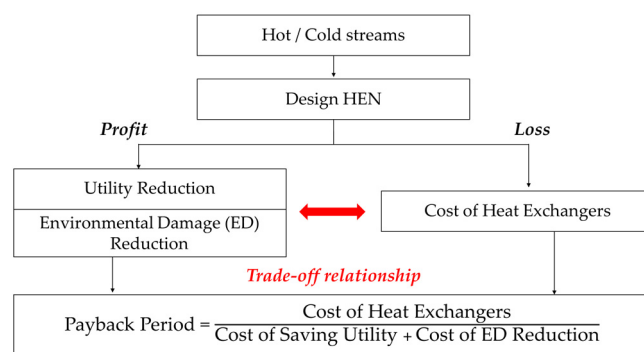 Hot / Cold streams
Design HEN
Profit
Loss
Utility Reduction
Environmental Damage (ED)
Reduction
Cost of Heat Exchangers
Trade-off relationship
Payback Period =
Cost of Heat Exchangers
Cost of Saving Utility + Cost of ED Reduction